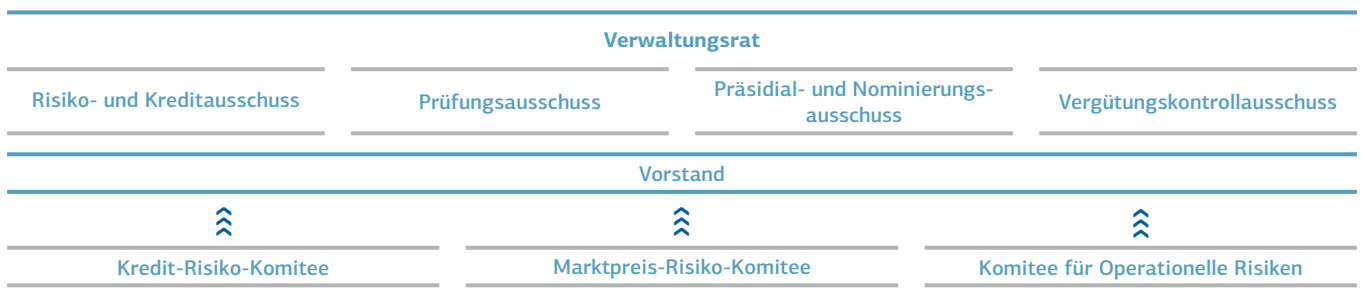 Verwaltungsrat
Risiko- und Kreditausschuss
Prüfungsausschuss
Präsidial- und Nominierungs-
ausschuss
Vergütungskontrollausschuss
Vorstand
Kredit-Risiko-Komitee
Marktpreis-Risiko-Komitee
Komitee für Operationelle Risiken